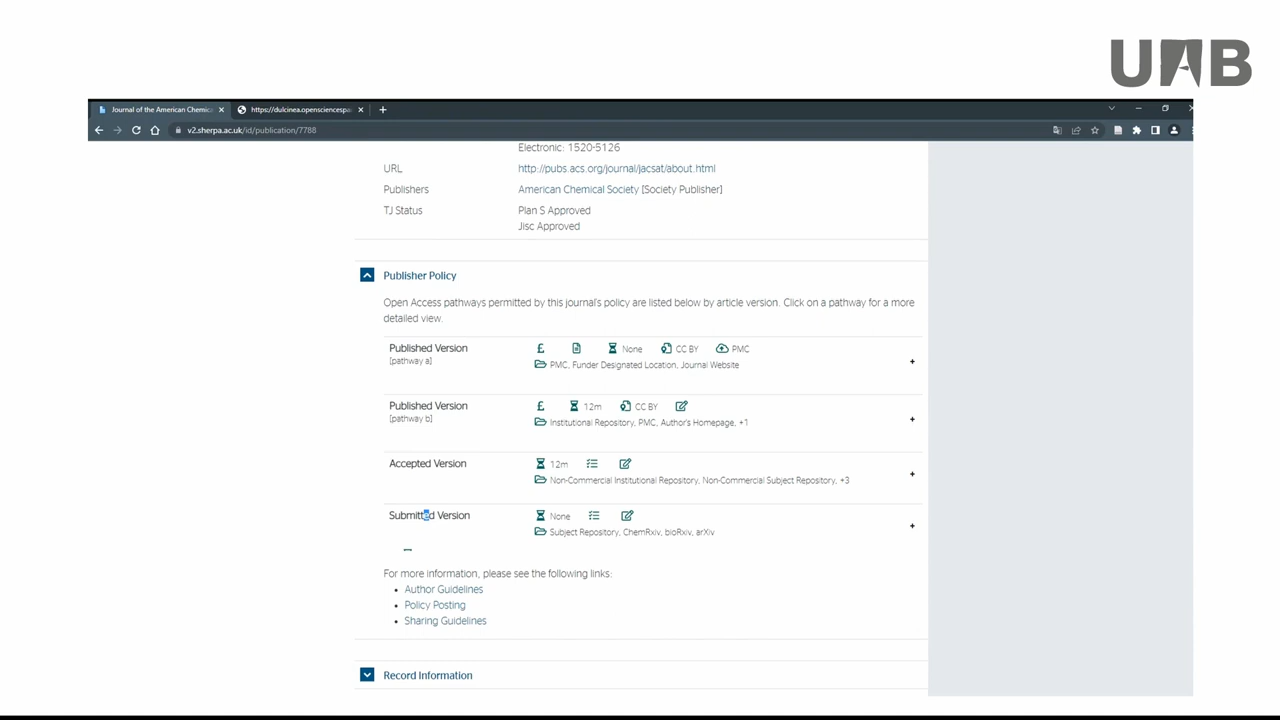 UAB
Journal of the American Chemic
https://dulcinea.opensciencespa
v2.sherpa.ac.uk/id/publication/7788
Electronic: 1520-5126
URL http://pubs.acs.org/journal/jacsat/about.html
Publishers American Chemical Society [Society Publisher]
TJ Status Plan S Approved
Jisc Approved
Publisher Policy
Open Access pathways permitted by this journal's policy are listed below by article version. Click on a pathway for a more
detailed view.
Published Version £ None CC BY PMC
[pathway a] PMC, Funder Designated Location, Journal Website +
Published Version £ 12m CC BY
[pathway b] Institutional Repository, PMC, Author's Homepage, +1 +
Accepted Version 12m
Non-Commercial Institutional Repository, Non-Commercial Subject Repository, +3 +
Submitted Version None
Subject Repository, ChemRxiv, bioRxiv, arXiv +
For more information, please see the following links:
• Author Guidelines
• Policy Posting
• Sharing Guidelines
Record Information